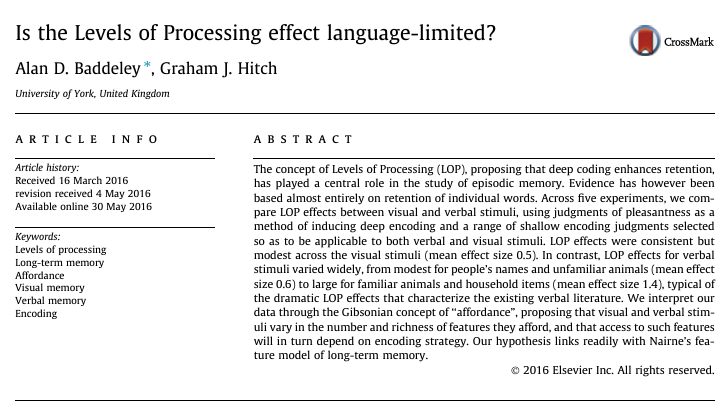 Is the Levels of Processing effect language-limited?
CrossMark
Alan D. Baddeley *, Graham J. Hitch
University of York, United Kingdom
ARTICLE INFO
Article history:
Received 16 March 2016
revision received 4 May 2016
Available online 30 May 2016
Keywords:
Levels of processing
Long-term memory
Affordance
Visual memory
Verbal memory
Encoding
ABSTRACT
The concept of Levels of Processing (LOP), proposing that deep coding enhances retention,
has played a central role in the study of episodic memory. Evidence has however been
based almost entirely on retention of individual words. Across five experiments, we com-
pare LOP effects between visual and verbal stimuli, using judgments of pleasantness as a
method of inducing deep encoding and a range of shallow encoding judgments selected
so as to be applicable to both verbal and visual stimuli. LOP effects were consistent but
modest across the visual stimuli (mean effect size 0.5). In contrast, LOP effects for verbal
stimuli varied widely, from modest for people's names and unfamiliar animals (mean effect
size 0.6) to large for familiar animals and household items (mean effect size 1.4), typical of
the dramatic LOP effects that characterize the existing verbal literature. We interpret our
data through the Gibsonian concept of "affordance", proposing that visual and verbal stim-
uli vary in the number and richness of features they afford, and that access to such features
will in turn depend on encoding strategy. Our hypothesis links readily with Nairne's fea-
ture model of long-term memory.
© 2016 Elsevier Inc. All rights reserved.